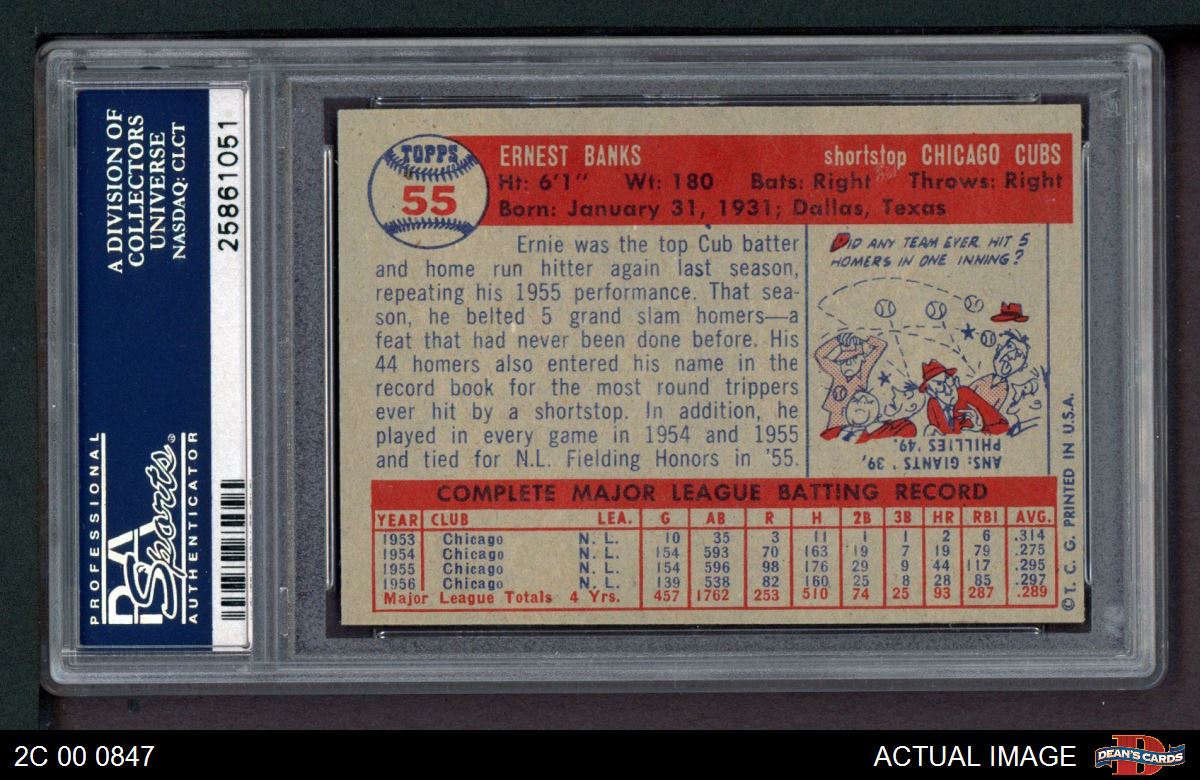 A DIVISION OF
COLLECTORS
UNIVERSE
NASDAQ: CLCT
25861051
PROFESSIONAL
PSA
Sports
AUTHENTICATOR
TOPPS
55
ERNEST BANKS shortstop CHICAGO CUBS
Ht: 6'1" Wt: 180 Bats: Right Throws: Right
Born: January 31, 1931; Dallas, Texas
Ernie was the top Cub batter
and home run hitter again last season,
repeating his 1955 performance. That sea-
son, he belted 5 grand slam homers—a
feat that had never been done before. His
44 homers also entered his name in the
record book for the most round trippers
ever hit by a shortstop. In addition, he
played in every game in 1954 and 1955
and tied for N.L. Fielding Honors in '55.
DID ANY TEAM EVER HIT 5
HOMERS IN ONE INNING?
ANS: GIANTS '39,
PHILLIES '49.
COMPLETE MAJOR LEAGUE BATTING RECORD
YEAR CLUB LEA. G AB R H 2B 3B HR RBI AVG.
1953 Chicago N. L. 10 35 3 11 1 1 2 6 .314
1954 Chicago N. L. 154 593 70 163 19 7 19 79 .275
1955 Chicago N. L. 154 596 98 176 29 9 44 117 .295
1956 Chicago N. L. 139 538 82 160 25 8 28 85 .297
Major League Totals 4 Yrs. 457 1762 253 510 74 25 93 287 .289
© T. C. G. PRINTED IN U.S.A.
2C 00 0847
ACTUAL IMAGE
DEAN'S CARDS